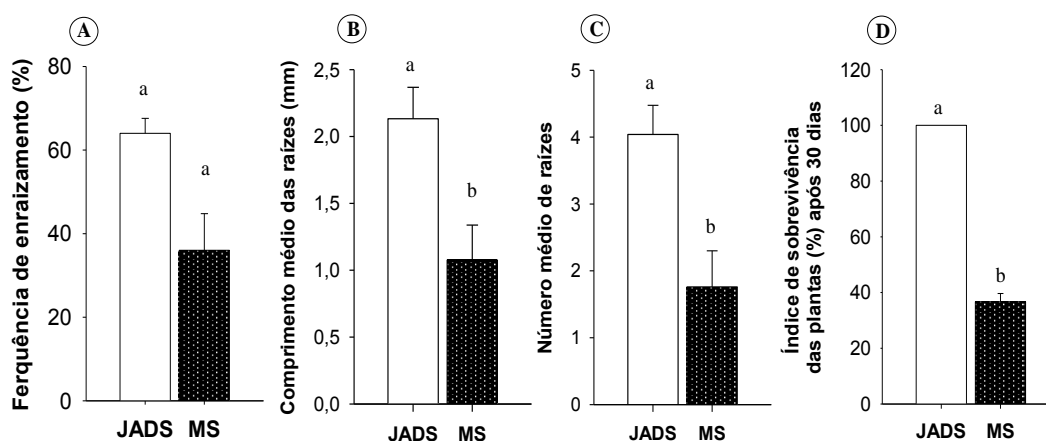 A
Ferquência de enraizamento (%)
80
60
40
20
0
a
a
JADS MS
B
Comprimento médio das raízes (mm)
2,5
2,0
1,5
1,0
0,5
0,0
a
b
JADS MS
C
Número médio de raízes
5
4
3
2
1
0
a
b
JADS MS
D
Índice de sobrevivência
das plantas (%) após 30 dias
120
100
80
60
40
20
0
a
b
JADS MS